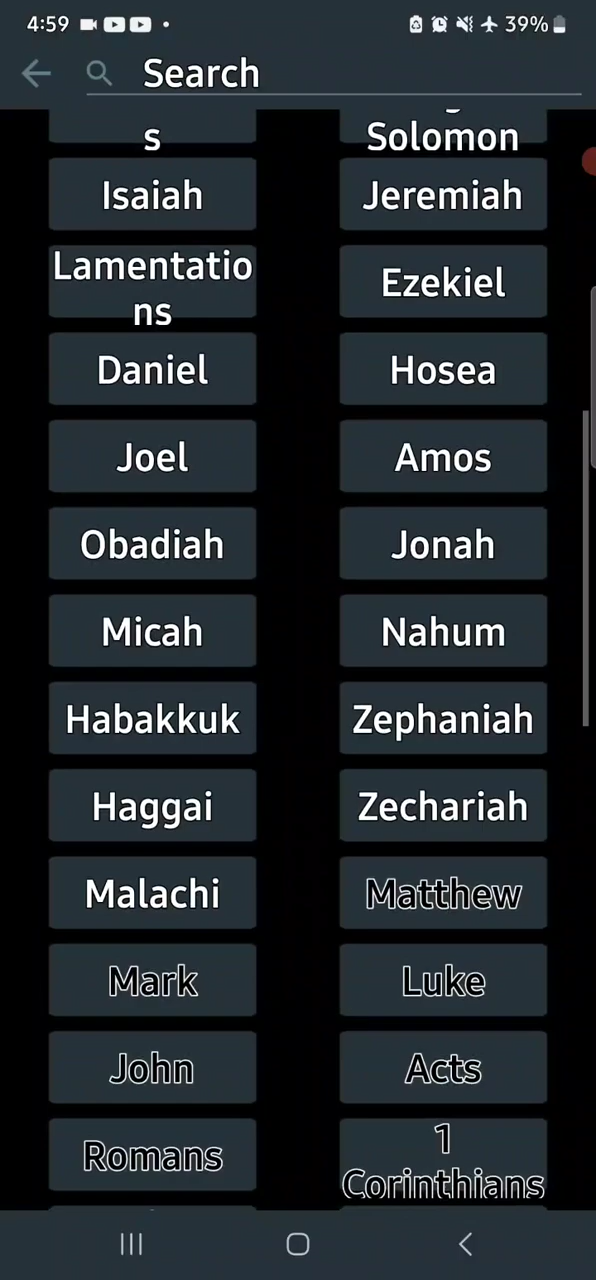 4:59
39%
Search
s
Solomon
Isaiah
Jeremiah
Lamentatio
ns
Ezekiel
Daniel
Hosea
Joel
Amos
Obadiah
Jonah
Micah
Nahum
Habakkuk
Zephaniah
Haggai
Zechariah
Malachi
Matthew
Mark
Luke
John
Acts
Romans
1
Corinthians